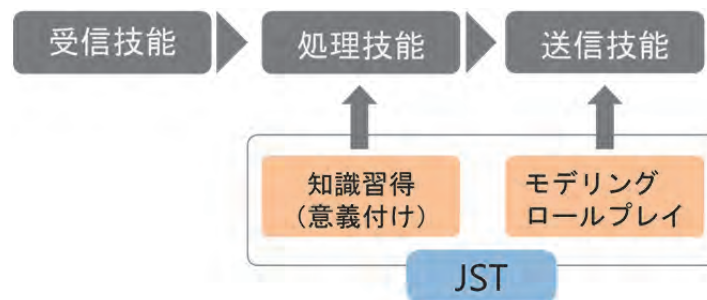 受信技能
処理技能
送信技能
知識習得
(意義付け)
モデリング
ロールプレイ
JST